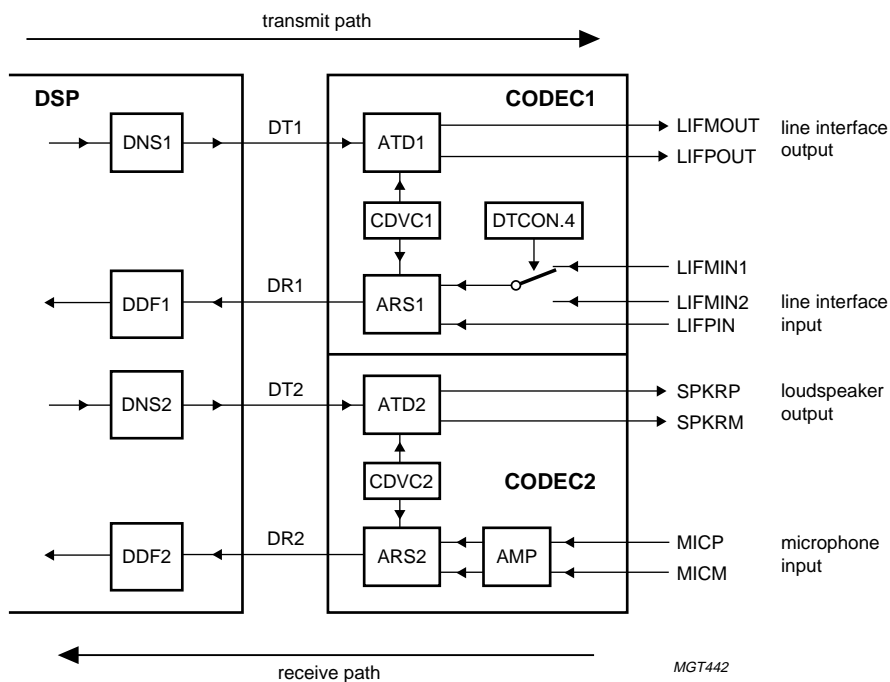 transmit path
DSP
CODEC1
DNS1
DT1
ATD1
LIFMOUT
LIFPOUT
line interface
output
CDVC1
DTCON.4
DDF1
DR1
ARS1
LIFMIN1
LIFMIN2
LIFPIN
line interface
input
DNS2
DT2
ATD2
SPKRP
SPKRM
loudspeaker
output
CDVC2
CODEC2
DDF2
DR2
ARS2
AMP
MICP
MICM
microphone
input
receive path
MGT442